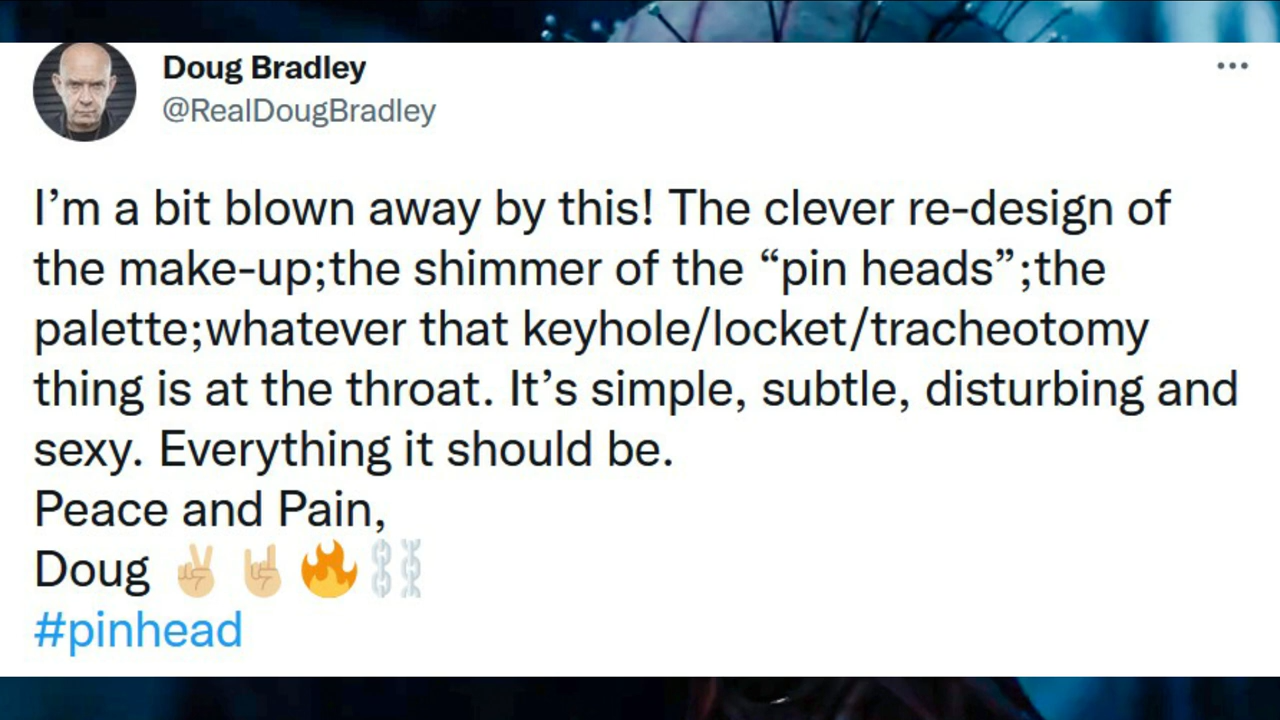 Doug Bradley
@RealDougBradley
I’m a bit blown away by this! The clever re-design of
the make-up;the shimmer of the “pin heads”;the
palette;whatever that keyhole/locket/tracheotomy
thing is at the throat. It’s simple, subtle, disturbing and
sexy. Everything it should be.
Peace and Pain,
Doug ✌🏼🤘🏼🔥⛓️
#pinhead